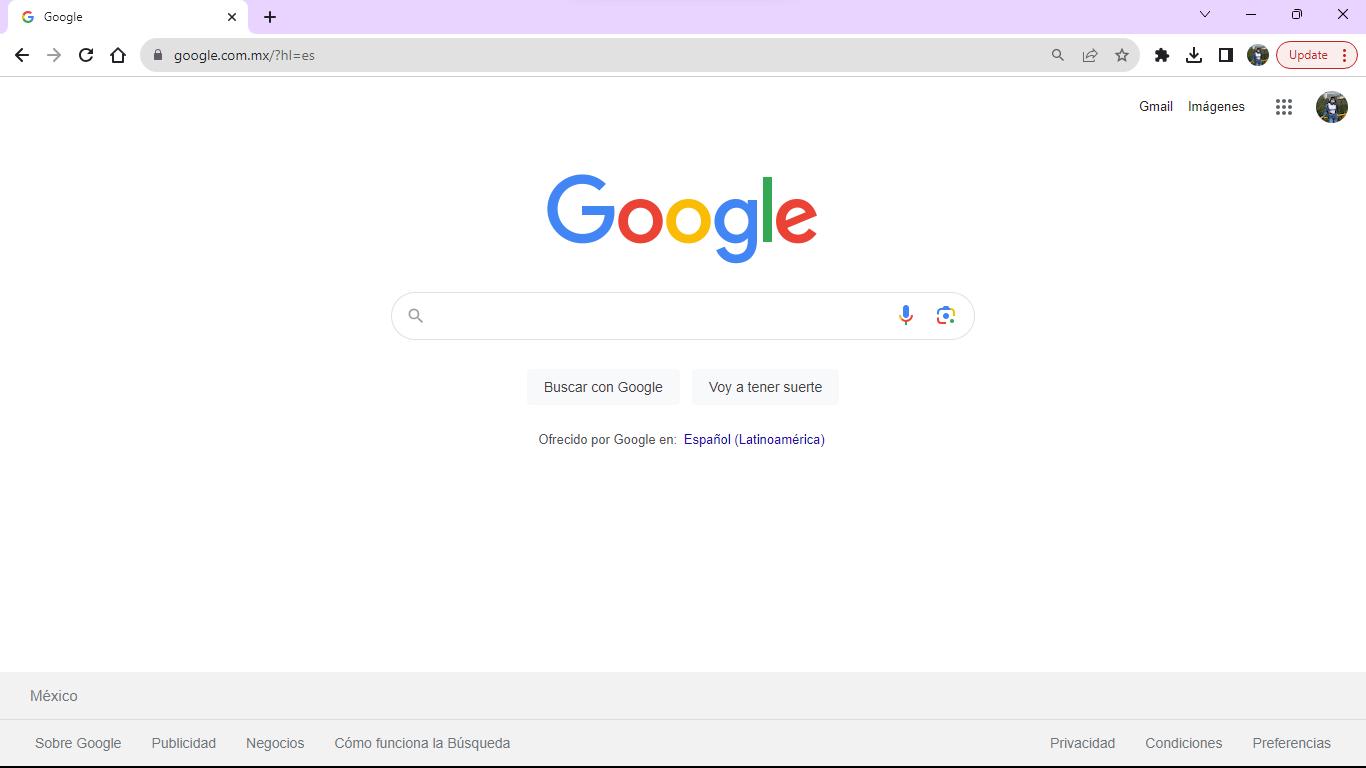 Google
google.com.mx/?hl=es
Update
Gmail Imágenes
Google
Buscar con Google Voy a tener suerte
Ofrecido por Google en: Español (Latinoamérica)
México
Sobre Google Publicidad Negocios Cómo funciona la Búsqueda Privacidad Condiciones Preferencias